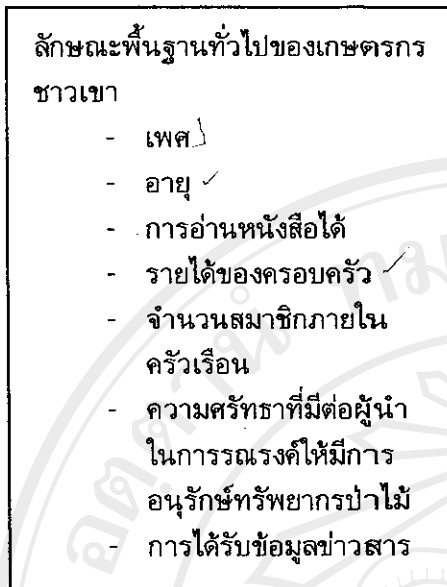 ลักษณะพื้นฐานทั่วไปของเกษตรกร
ชาวเขา
- เพศ
- อายุ
- การอ่านหนังสือได้
- รายได้ของครอบครัว
- จำนวนสมาชิกภายใน
ครัวเรือน
- ความศรัทธาที่มีต่อผู้นำ
ในการรณรงค์ให้มีการ
อนุรักษ์ทรัพยากรป่าไม้
- การได้รับข้อมูลข่าวสาร